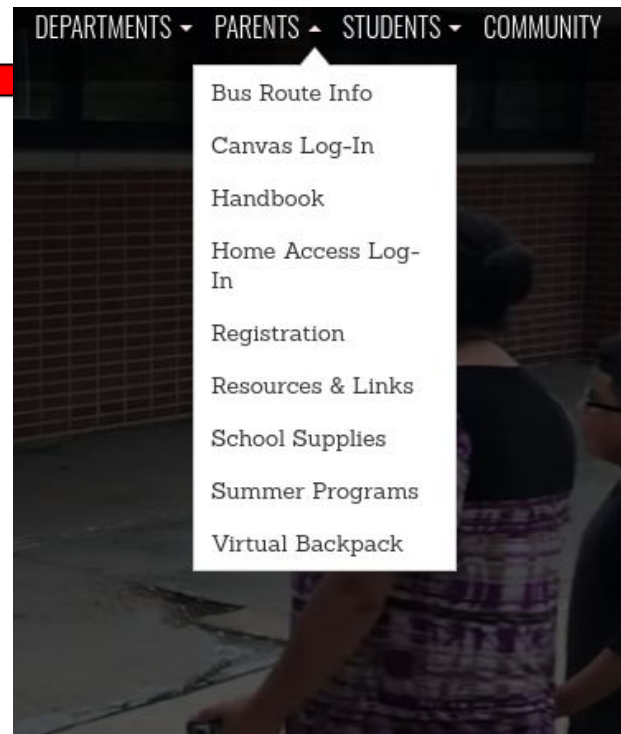 DEPARTMENTS PARENTS STUDENTS COMMUNITY
Bus Route Info
Canvas Log-In
Handbook
Home Access Log-
In
Registration
Resources & Links
School Supplies
Summer Programs
Virtual Backpack